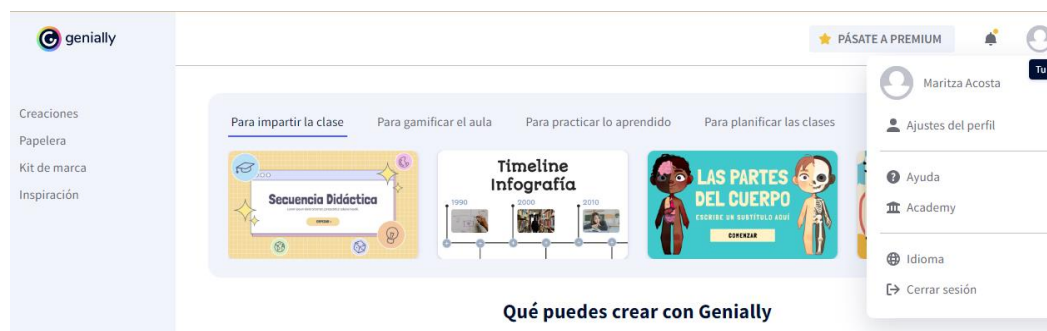 genially
PÁSATE A PREMIUM
Tu
Maritza Acosta
Ajustes del perfil
Ayuda
Academy
Idioma
Cerrar sesión
Creaciones
Papelera
Kit de marca
Inspiración
Para impartir la clase
Para gamificar el aula
Para practicar lo aprendido
Para planificar las clases
Secuencia Didáctica
Timeline
Infografía
1990
2000
2010
LAS PARTES
DEL CUERPO
ESCRIBE UN SUBTÍTULO AQUÍ
COMENZAR
Qué puedes crear con Genially